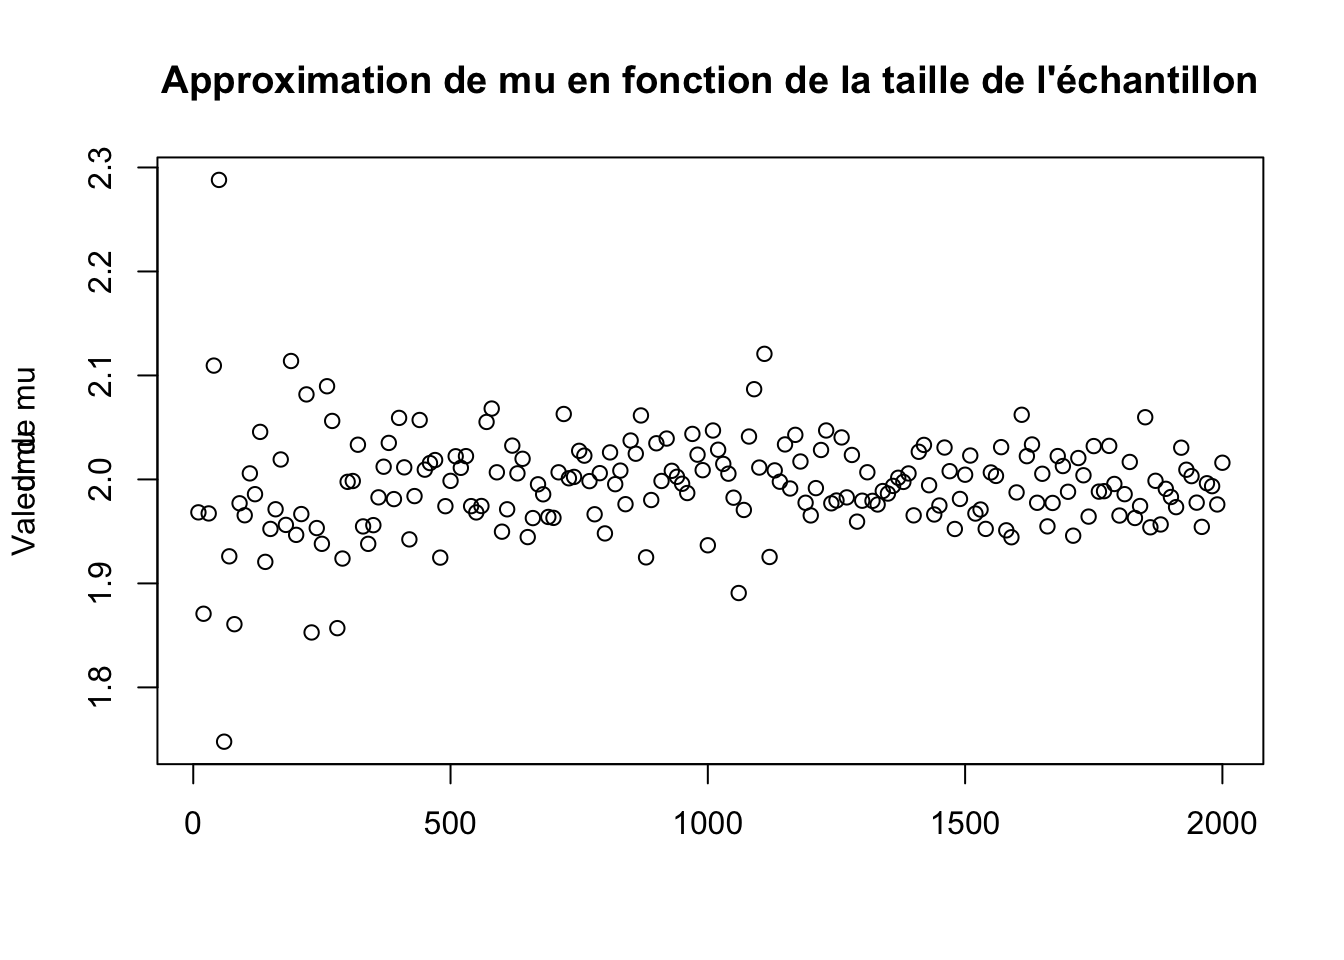 Approximation de mu en fonction de la taille de l'échantillon
2.3
2.2
2.1
2.0
1.9
1.8
mu
0 500 1000 1500 2000